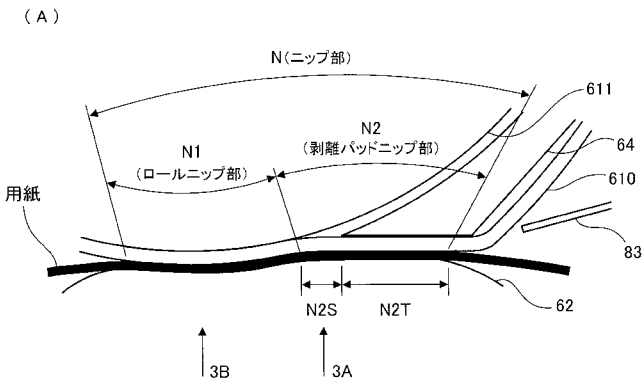 (A)
N(ニップ部)
N1
(ロールニップ部)
N2
(剥離パッドニップ部)
611
64
610
用紙
83
N2S
N2T
62
3B
3A